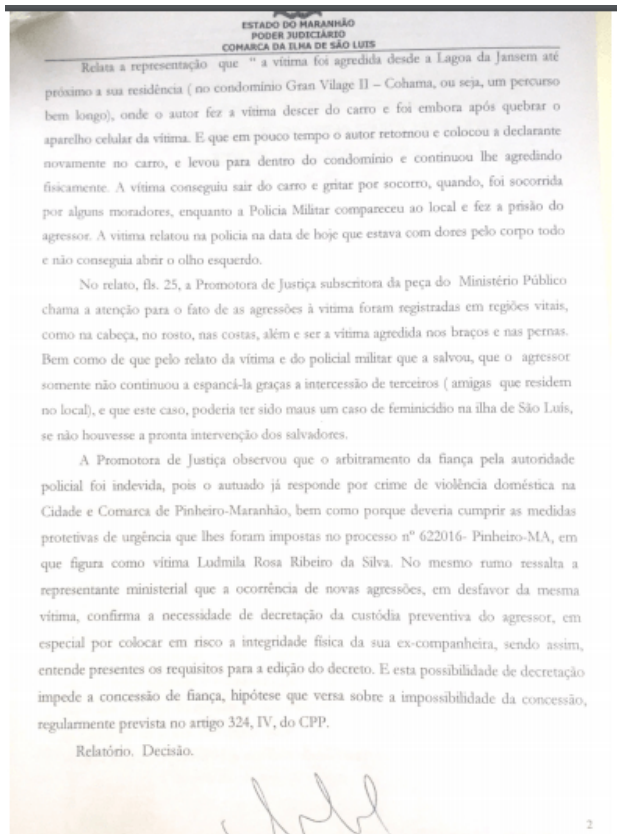 ESTADO DO MARANHÃO
PODER JUDICIÁRIO
COMARCA DA ILHA DE SÃO LUIS
Relata a representação que " a vítima foi agredida desde a Lagoa da Jansem até
próximo a sua residência ( no condomínio Gran Vilage II – Cohama, ou seja, um percurso
bem longo), onde o autor fez a vítima descer do carro e foi embora após quebrar o
aparelho celular da vítima. E que em pouco tempo o autor retornou e colocou a declarante
novamente no carro, e levou para dentro do condomínio e continuou lhe agredindo
fisicamente. A vítima conseguiu sair do carro e gritar por socorro, quando, foi socorrida
por alguns moradores, enquanto a Policia Militar compareceu ao local e fez a prisão do
agressor. A vitima relatou na policia na data de hoje que estava com dores pelo corpo todo
e não conseguia abrir o olho esquerdo.
No relato, fls. 25, a Promotora de Justiça subscritora da peça do Ministério Público
chama a atenção para o fato de as agressões à vitima foram registradas em regiões vitais,
como na cabeça, no rosto, nas costas, além e ser a vítima agredida nos braços e nas pernas.
Bem como de que pelo relato da vítima e do policial militar que a salvou, que o agressor
somente não continuou a espancá-la graças a intercessão de terceiros ( amigas que residem
no local), e que este caso, poderia ter sido maus um caso de feminicídio na ilha de São Luís,
se não houvesse a pronta intervenção dos salvadores.
A Promotora de Justiça observou que o arbitramento da fiança pela autoridade
policial foi indevida, pois o autuado já responde por crime de violência doméstica na
Cidade e Comarca de Pinheiro-Maranhão, bem como porque deveria cumprir as medidas
protetivas de urgência que lhes foram impostas no processo nº 622016- Pinheiro-MA, em
que figura como vítima Ludmila Rosa Ribeiro da Silva. No mesmo rumo ressalta a
representante ministerial que a ocorrência de novas agressões, em desfavor da mesma
vítima, confirma a necessidade de decretação da custódia preventiva do agressor, em
especial por colocar em risco a integridade física da sua ex-companheira, sendo assim,
entende presentes os requisitos para a edição do decreto. E esta possibilidade de decretação
impede a concessão de fiança, hipótese que versa sobre a impossibilidade da concessão,
regularmente prevista no artigo 324, IV, do CPP.
Relatório. Decisão.
2